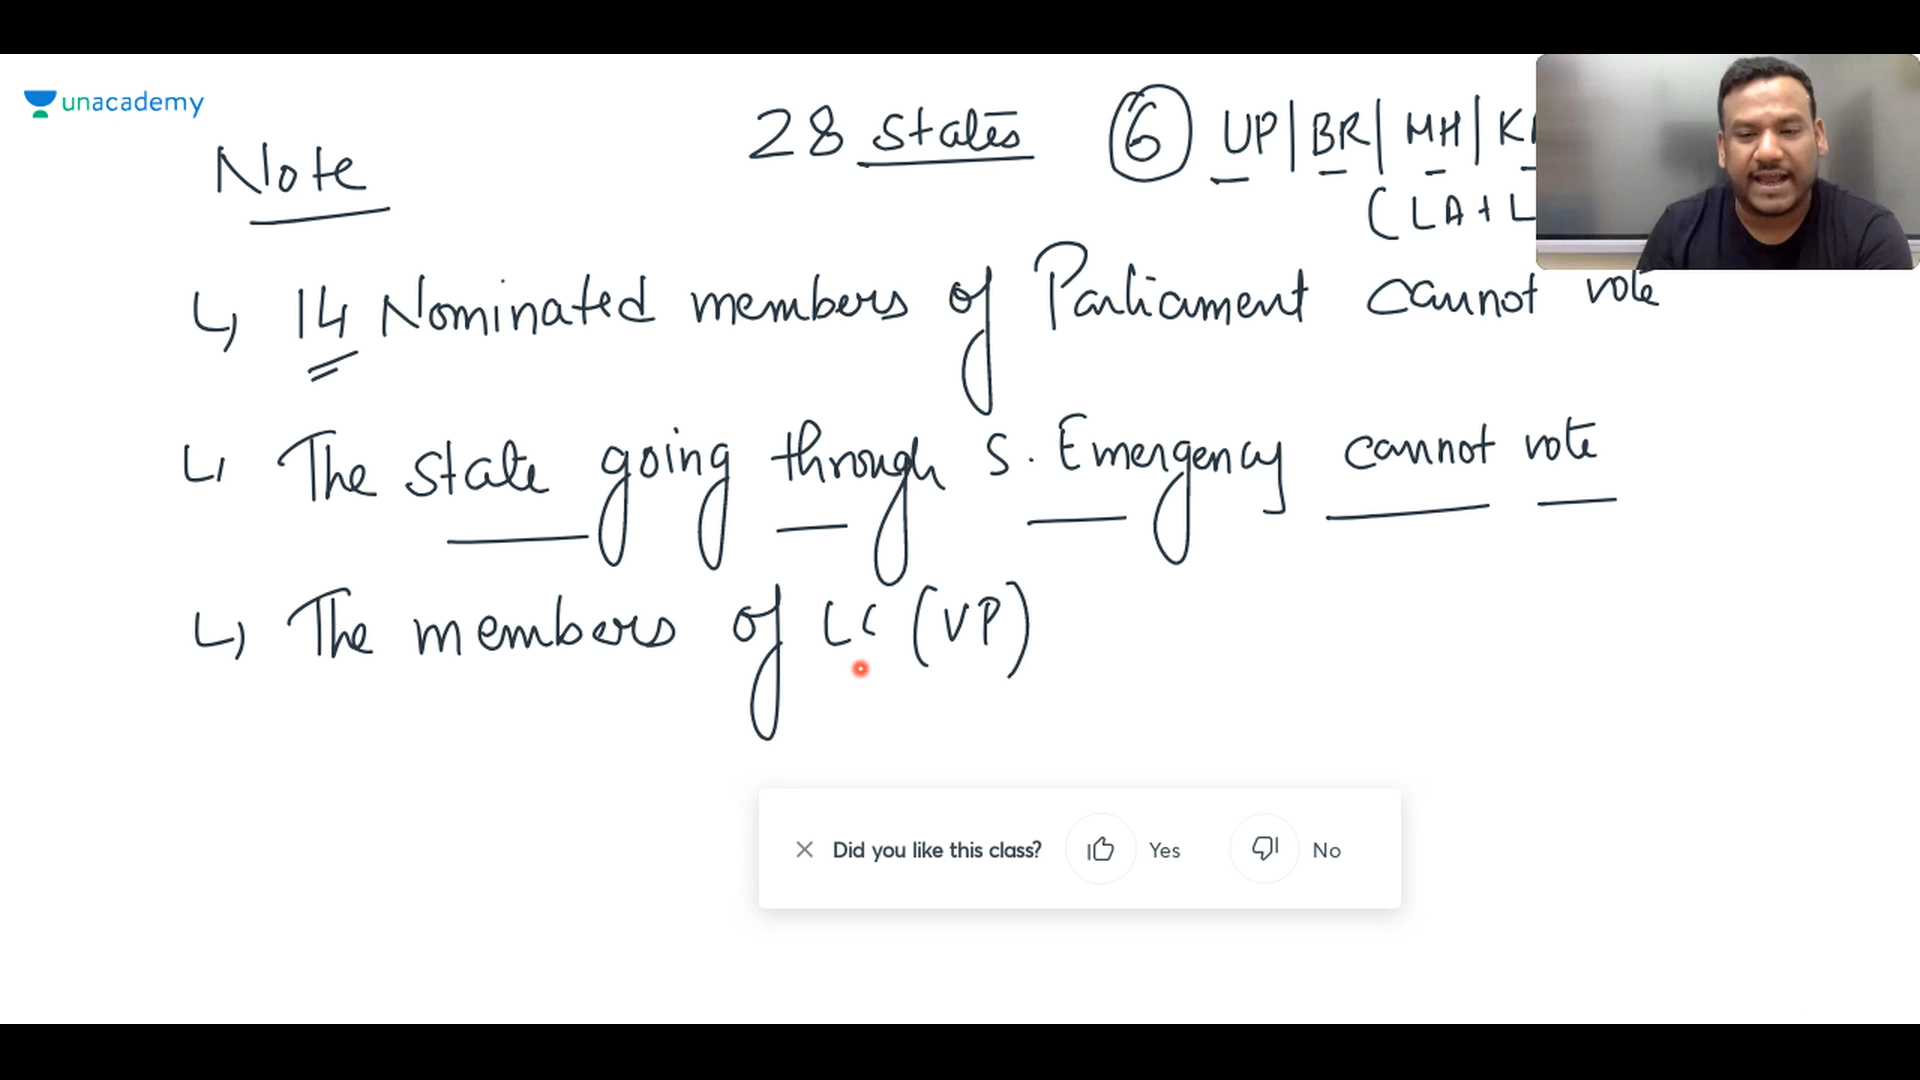 unacademy
28 states 6 UP | BR | MH |
(LA +
Note
14 Nominated members of Parliament cannot vote
The state going through S. Emergency cannot vote
The members of LC (VP)
Did you like this class? Yes No